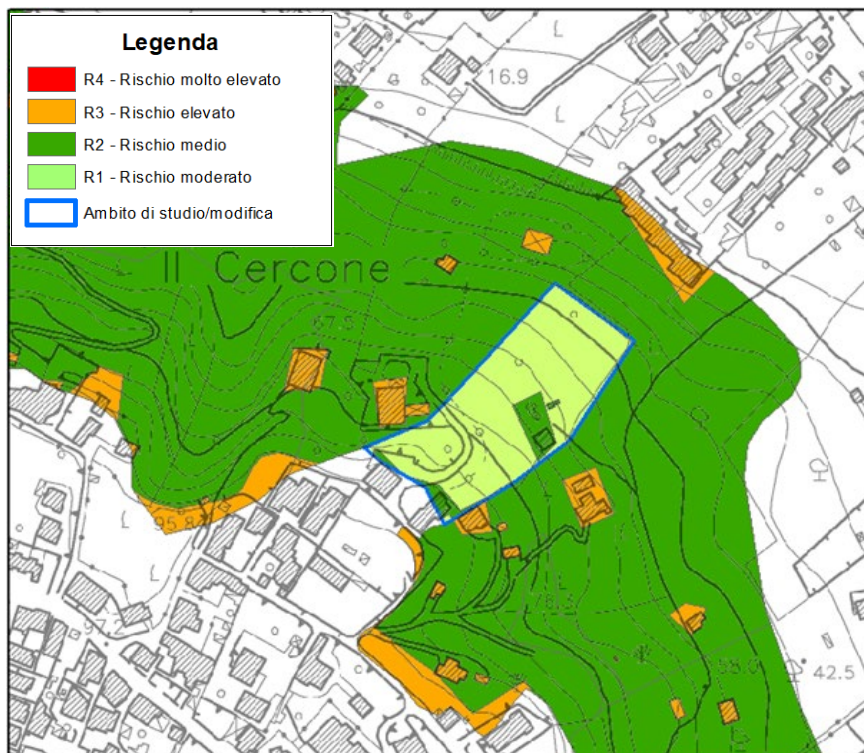 Legenda
R4 - Rischio molto elevato
R3 - Rischio elevato
R2 - Rischio medio
R1 - Rischio moderato
Ambito di studio/modifica
16.9
Il Cercone
67.5
95.8
58.0
42.5